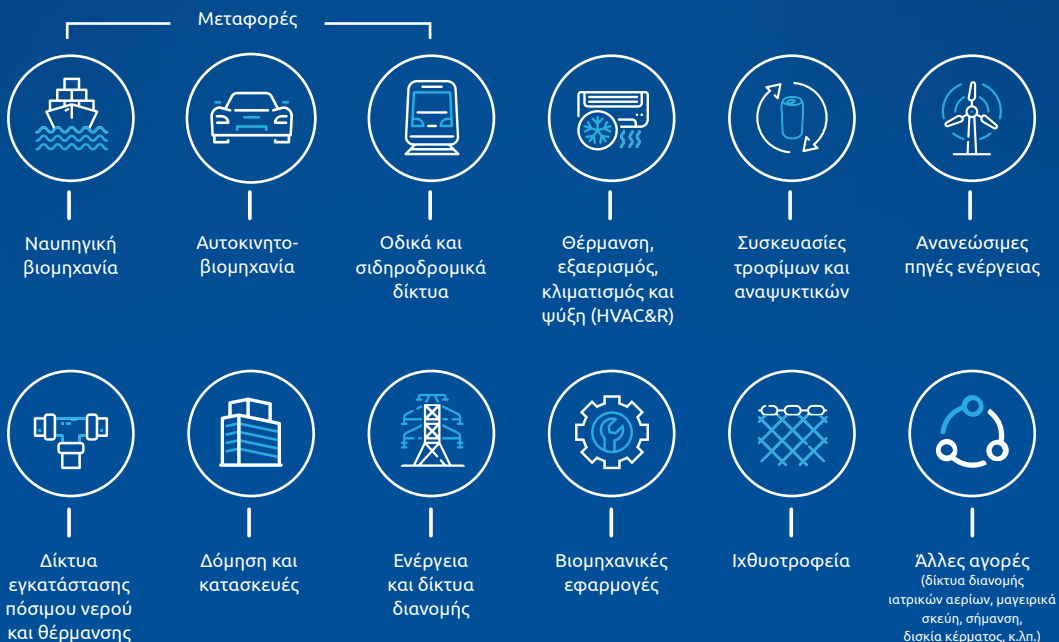 Μεταφορές
Ναυπηγική
βιομηχανία
Αυτοκινητο-
βιομηχανία
Οδικά και
σιδηροδρομικά
δίκτυα
Θέρμανση,
εξαερισμός,
κλιματισμός και
ψύξη (HVAC&R)
Συσκευασίες
τροφίμων και
αναψυκτικών
Ανανεώσιμες
πηγές ενέργειας
Δίκτυα
εγκατάστασης
πόσιμου νερού
και θέρμανσης
Δόμηση και
κατασκευές
Ενέργεια
και δίκτυα
διανομής
Βιομηχανικές
εφαρμογές
Ιχθυοτροφεία
Άλλες αγορές
(δίκτυα διανομής
ιατρικών αερίων, μαγειρικά
σκεύη, σήμανση,
δισκία κέρματος, κ.λπ.)